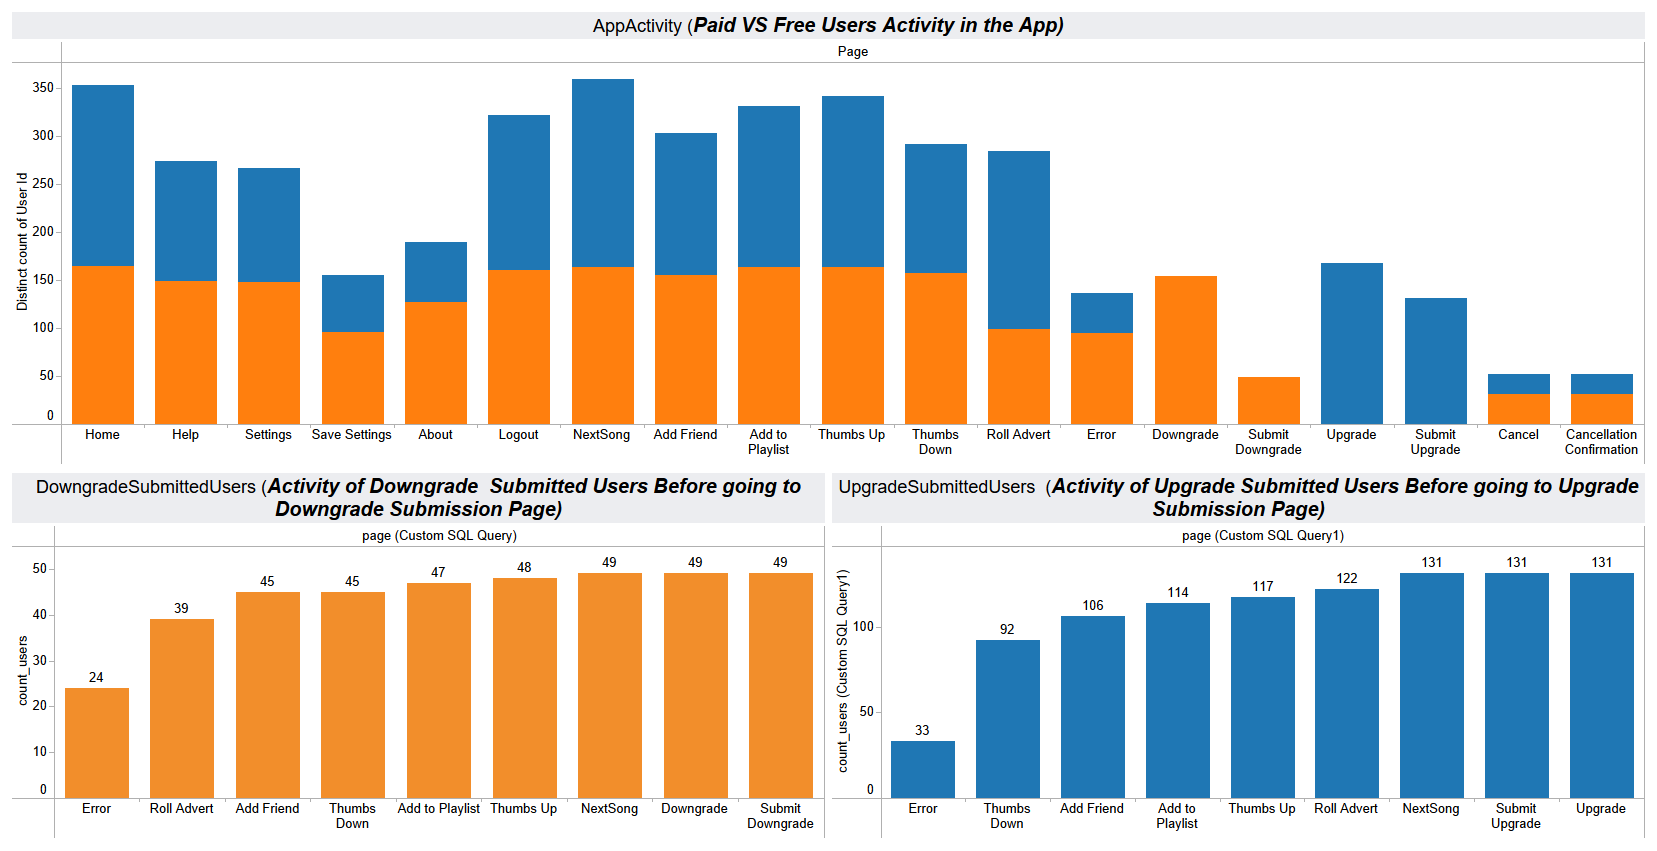 AppActivity (Paid VS Free Users Activity in the App)
Page
Distinct count of User Id
350
300
250
200
150
100
50
0
Home
Help
Settings
Save Settings
About
Logout
NextSong
Add Friend
Add to
Playlist
Thumbs Up
Thumbs
Down
Roll Advert
Error
Downgrade
Submit
Downgrade
Upgrade
Submit
Upgrade
Cancel
Cancellation
Confirmation
DowngradeSubmittedUsers (Activity of Downgrade  Submitted Users Before going to
Downgrade Submission Page)
page (Custom SQL Query)
count_users
50
40
30
20
10
0
24
39
45
45
47
48
49
49
49
Error
Roll Advert
Add Friend
Thumbs
Down
Add to Playlist
Thumbs Up
NextSong
Downgrade
Submit
Downgrade
UpgradeSubmittedUsers  (Activity of Upgrade Submitted Users Before going to Upgrade
Submission Page)
page (Custom SQL Query1)
count_users (Custom SQL Query1)
100
50
0
33
92
106
114
117
122
131
131
131
Error
Thumbs
Down
Add Friend
Add to
Playlist
Thumbs Up
Roll Advert
NextSong
Submit
Upgrade
Upgrade